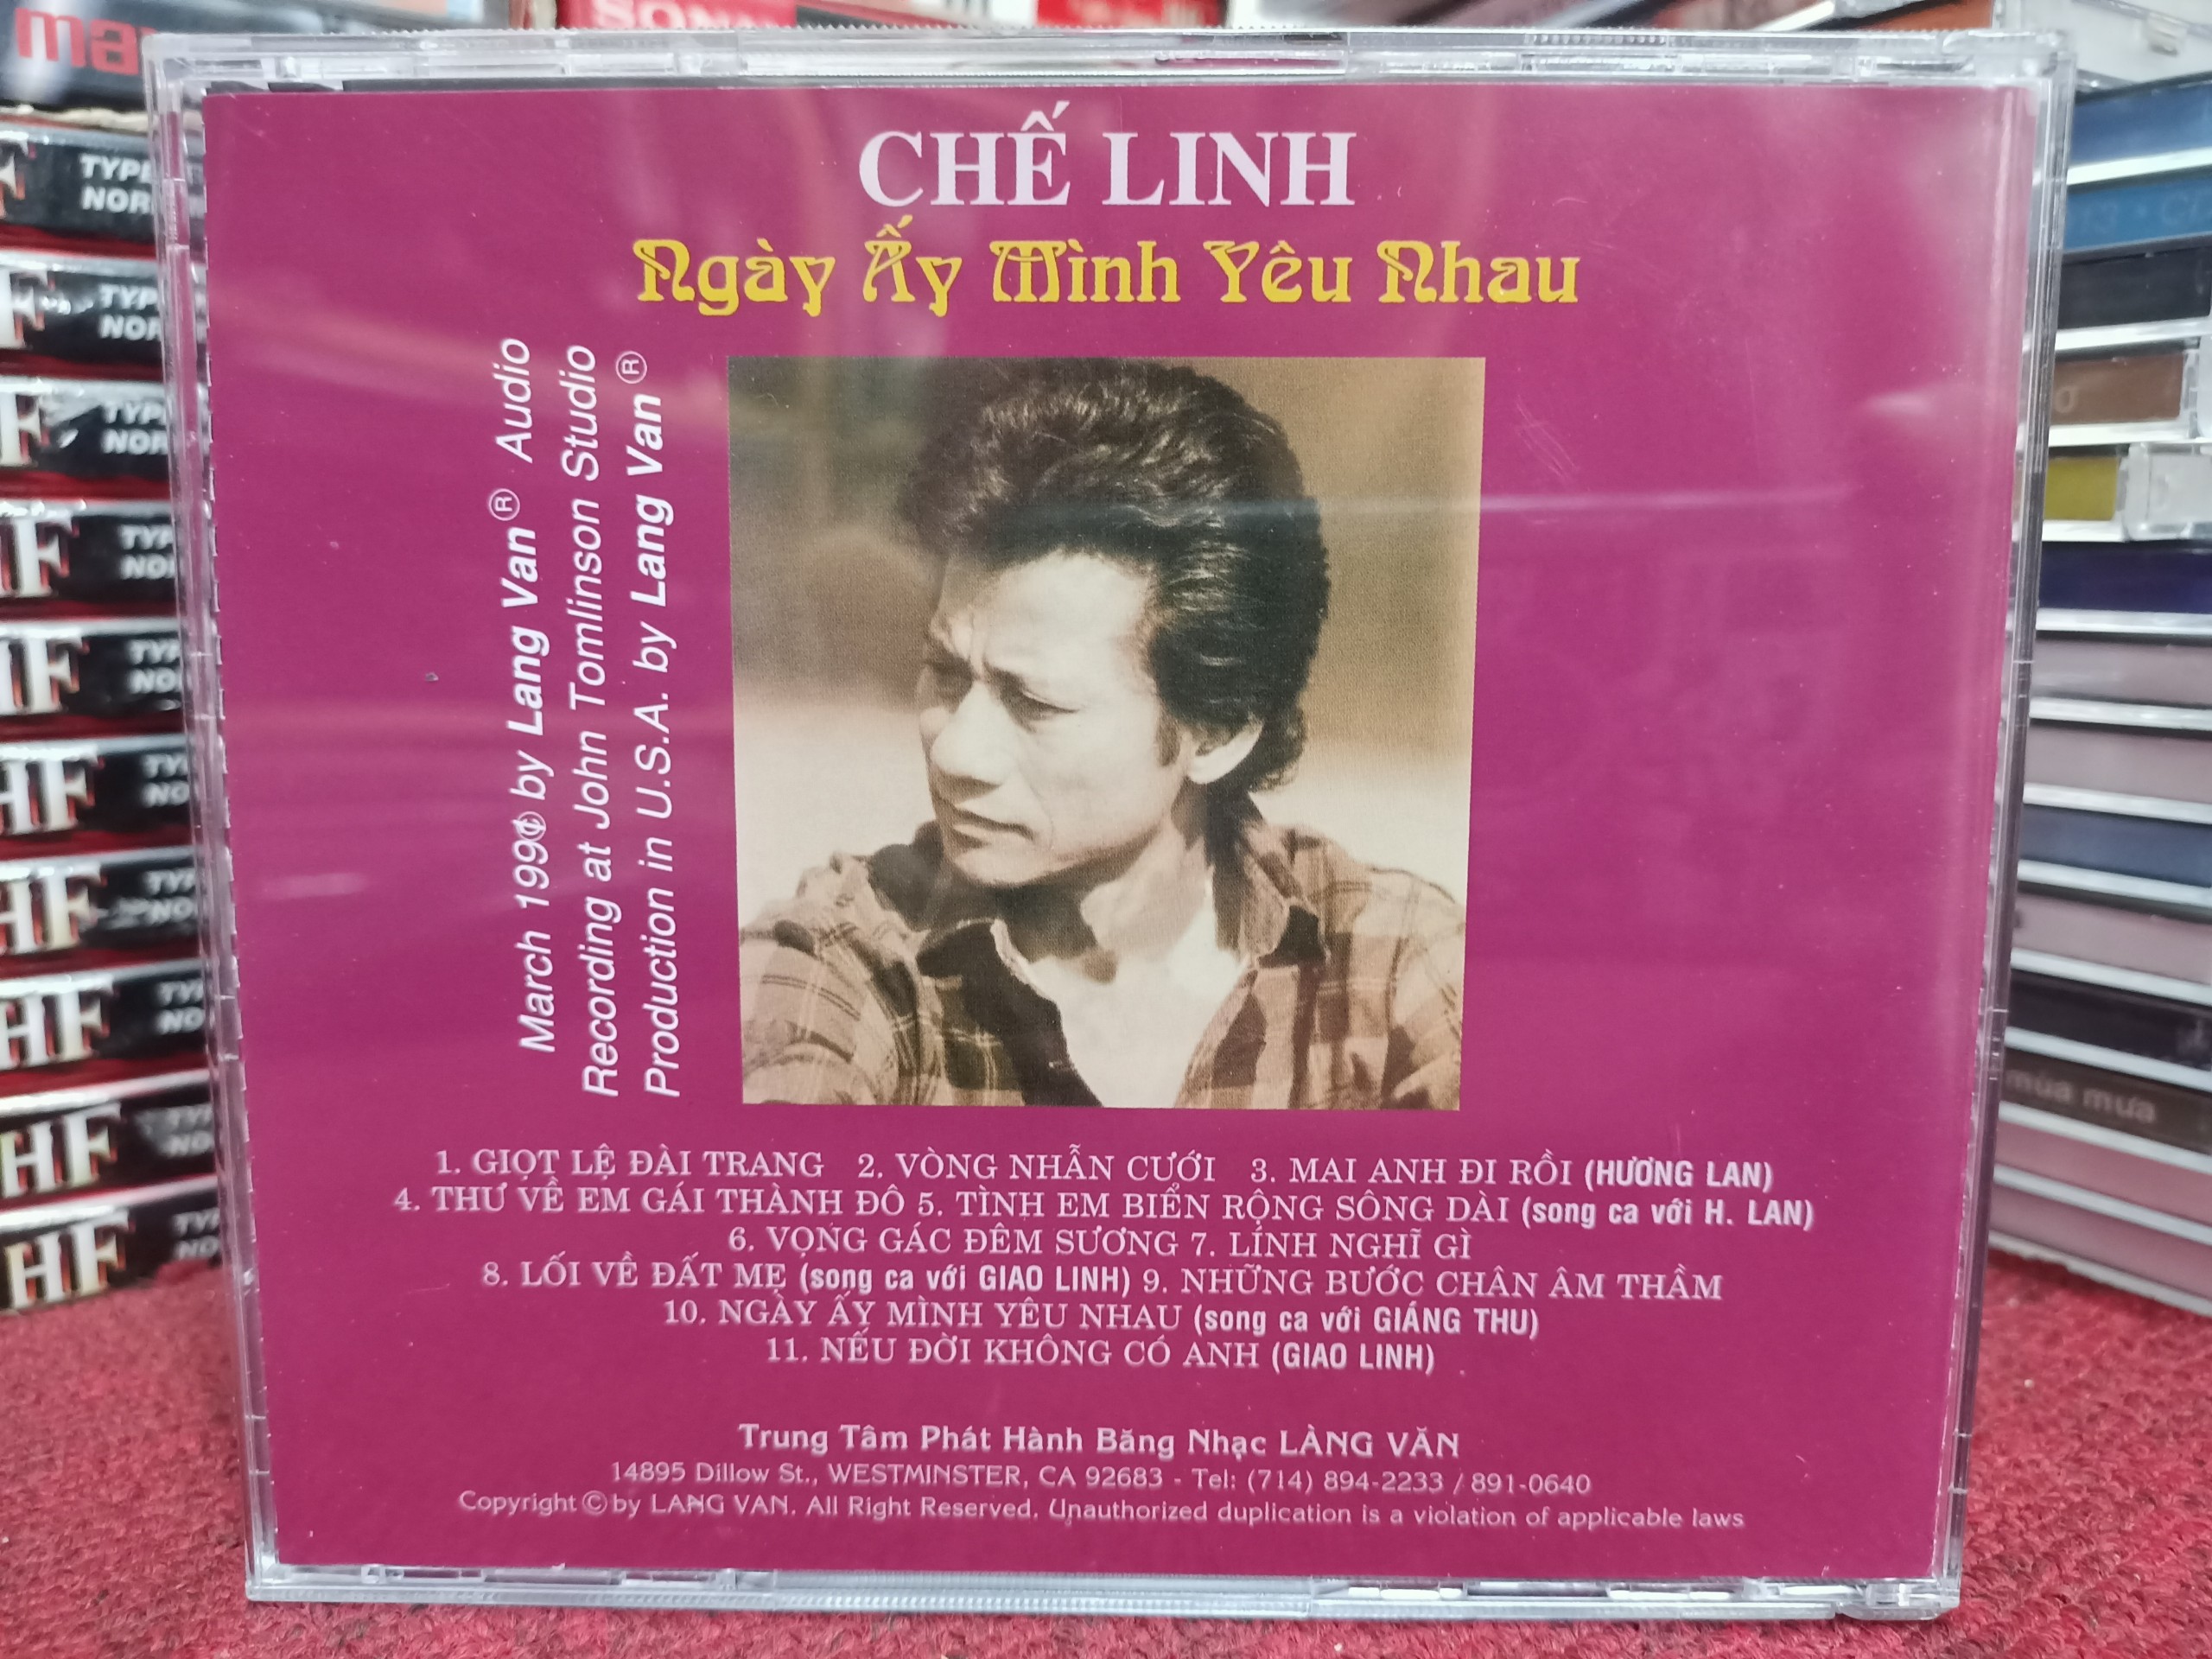 SON
TYPE
NOR
CHẾ LINH
Ngày Ấy Mình Yêu Nhau
by Lang Van® Audio
Recording at John Tomlinson Studio
Production in U.S.A. by Lang Van®
1. GIỌT LỆ ĐÀI TRANG 2. VÒNG NHẪN CƯỚI 3. MAI ANH ĐI RỒI (HƯƠNG LAN)
4. THƯ VỀ EM GÁI THÀNH ĐÔ 5. TÌNH EM BIỂN RỘNG SÔNG DÀI (song ca với H. LAN)
6. VỌNG GÁC ĐÊM SƯƠNG 7. LÍNH NGHĨ GÌ
8. LỐI VỀ ĐẤT MẸ (song ca với GIAO LINH) 9. NHỮNG BƯỚC CHÂN ÂM THẦM
10. NGÀY ẤY MÌNH YÊU NHAU (song ca với GIÁNG THU)
11. NẾU ĐỜI KHÔNG CÓ ANH (GIAO LINH)
Trung Tâm Phát Hành Băng Nhạc LÀNG VĂN
14895 Dillow St., WESTMINSTER, CA 92683 - Tel: (714) 894-2233 / 891-0640
Copyright © by LANG VAN. All Right Reserved. Unauthorized duplication is a violation of applicable laws
HF
mùa mưa